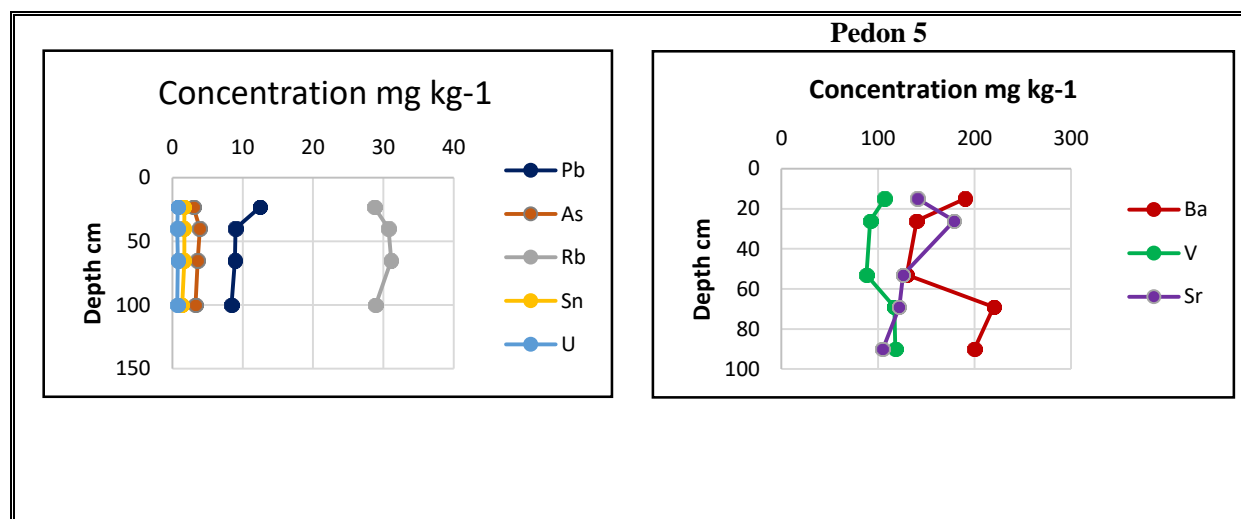 Pedon 5
Concentration mg kg-1
0 10 20 30 40
0
50
100
150
Depth cm
Pb
As
Rb
Sn
U
Concentration mg kg-1
0 100 200 300
0
20
40
60
80
100
Depth cm
Ba
V
Sr